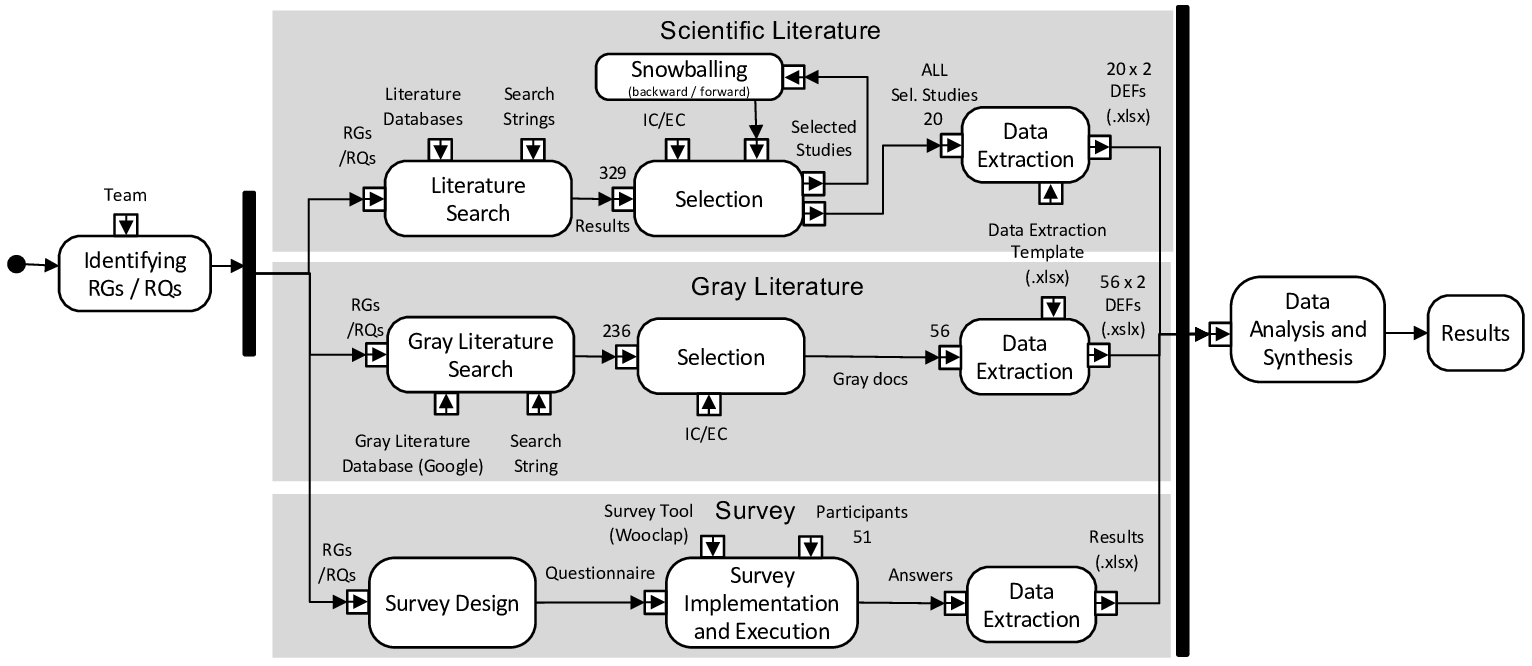 Team
Identifying
RGs / RQs
Scientific Literature
RGs
/RQs
Literature
Databases
Search
Strings
Literature
Search
329
Results
Snowballing
(backward / forward)
IC/EC
Selection
Selected
Studies
ALL
Sel. Studies
20
Data
Extraction
20 x 2
DEFs
(.xlsx)
Data Extraction
Template
(.xlsx)
Gray Literature
RGs
/RQs
Gray Literature
Search
Gray Literature
Database (Google)
Search
String
236
Selection
IC/EC
Gray docs
56
Data
Extraction
56 x 2
DEFs
(.xslx)
Survey
RGs
/RQs
Survey Design
Questionnaire
Survey Tool
(Wooclap)
Participants
51
Survey
Implementation
and Execution
Answers
Data
Extraction
Results
(.xlsx)
Data
Analysis and
Synthesis
Results